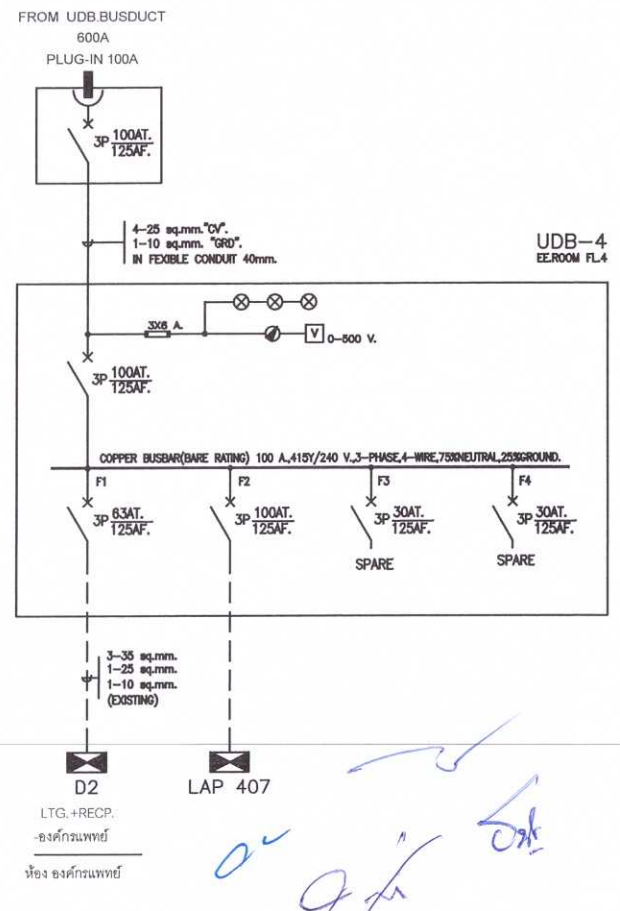 FROM UDB.BUSDUCT
600A
PLUG-IN 100A
3P 100AT.
125AF.
4-25 sq.mm."CV".
1-10 sq.mm. "GRD".
IN FEXIBLE CONDUIT 40mm.
UDB-4
EE.ROOM FL.4
3X6 A.
V 0-500 V.
3P 100AT.
125AF.
COPPER BUSBAR(BARE RATING) 100 A.,415Y/240 V.,3-PHASE,4-WIRE,75%NEUTRAL,25%GROUND.
F1 F2 F3 F4
3P 63AT. 3P 100AT. 3P 30AT. 3P 30AT.
125AF. 125AF. 125AF. 125AF.
SPARE SPARE
3-35 sq.mm.
1-25 sq.mm.
1-10 sq.mm.
(EXISTING)
D2 LAP 407
LTG.+RECP.
-องค์กรแพทย์
ห้อง องค์กรแพทย์